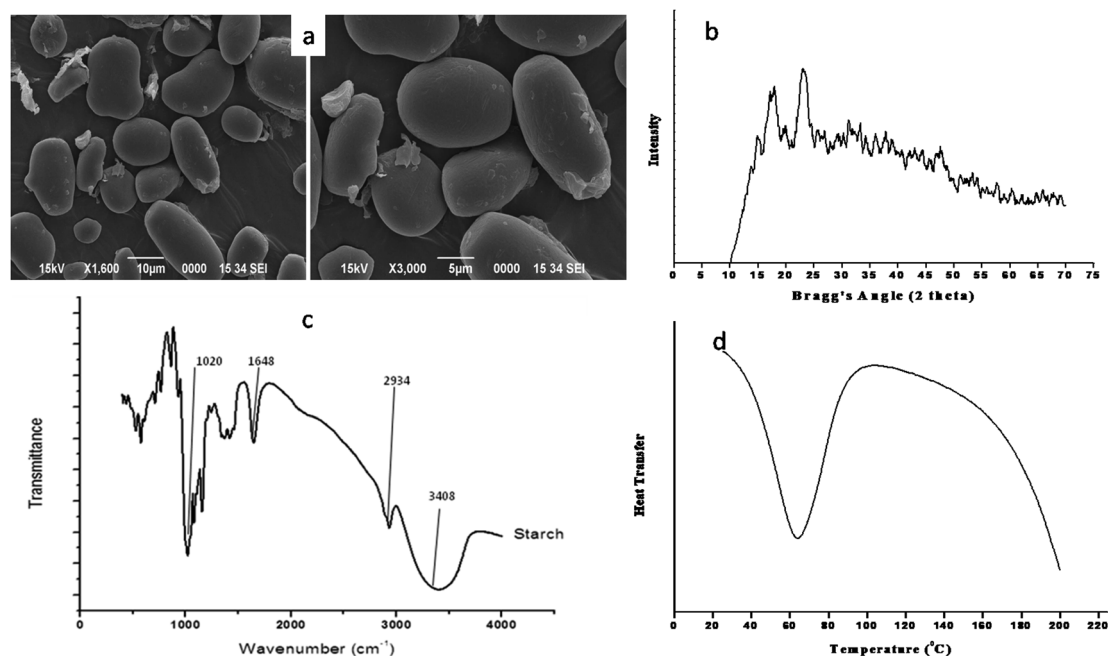 a
15kV X1,600 10μm 0000 15 34 SEI
15kV X3,000 5μm 0000 15 34 SEI
b
Intensity
0 5 10 15 20 25 30 35 40 45 50 55 60 65 70 75
Bragg's Angle (2 theta)
c
1020
1648
2934
3408
Starch
Transmittance
0 1000 2000 3000 4000
Wavenumber (cm⁻¹)
d
Heat Transfer
0 20 40 60 80 100 120 140 160 180 200 220
Temperature (⁰C)